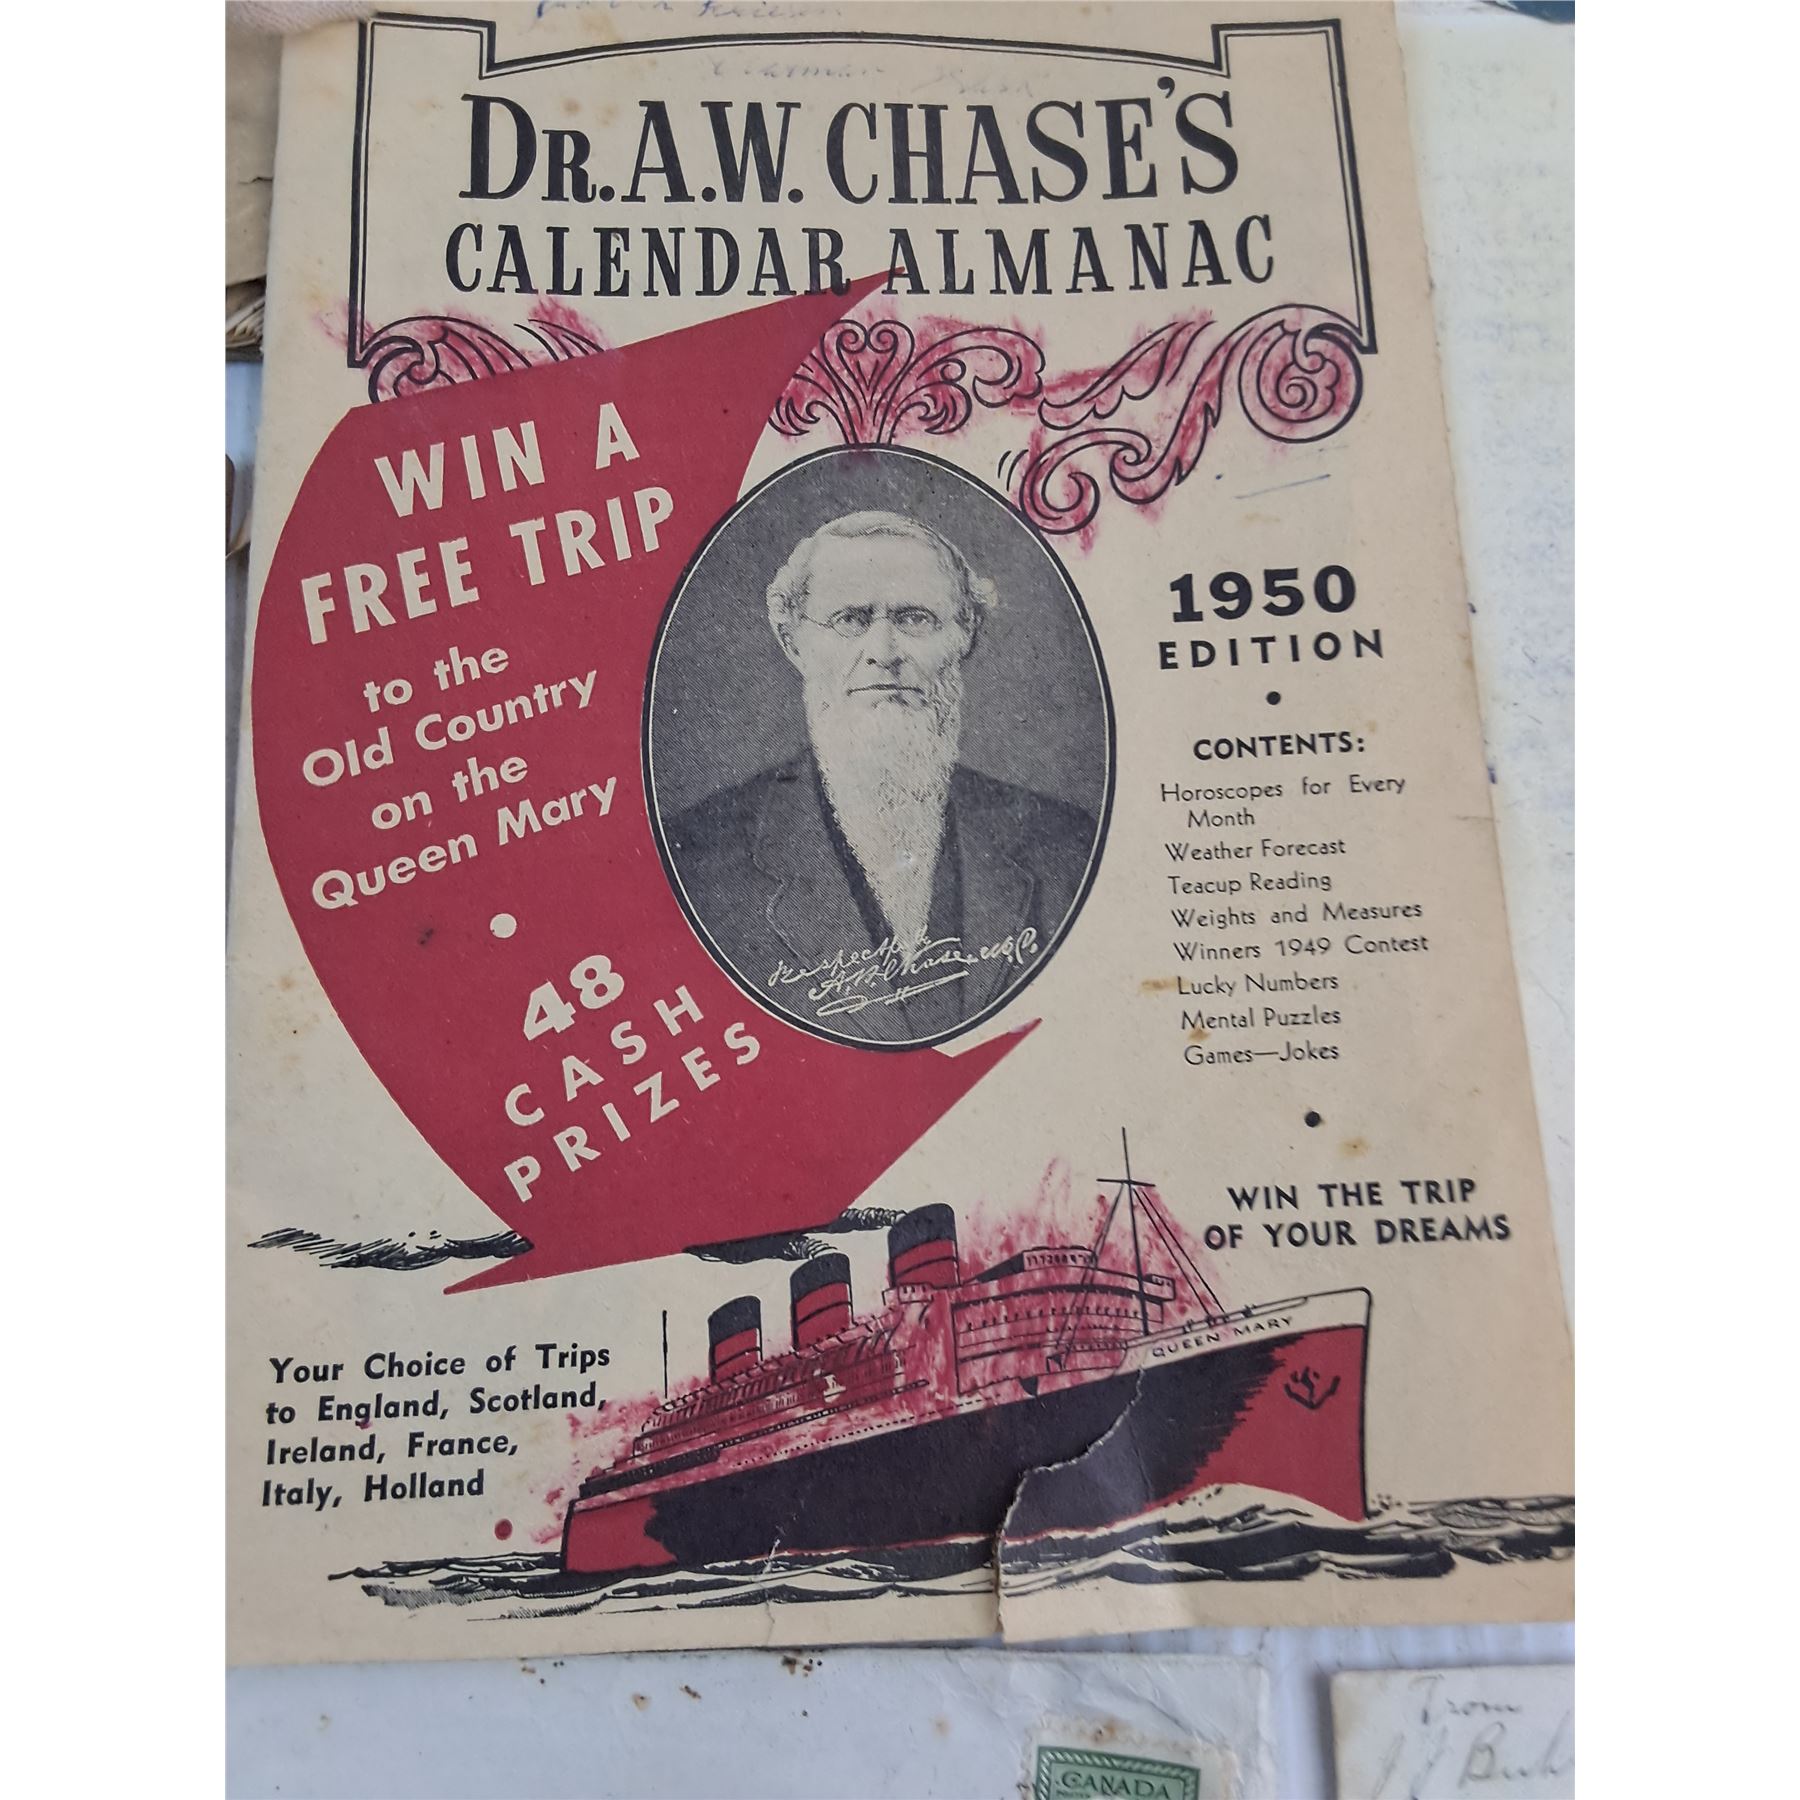 DR. A.W. CHASE'S
CALENDAR ALMANAC
WIN A
FREE TRIP
to the
Old Country
on the
Queen Mary
48
CASH
PRIZES
Respectfully
A.W. Chase, M.D.
1950
EDITION
CONTENTS:
Horoscopes for Every
Month
Weather Forecast
Teacup Reading
Weights and Measures
Winners 1949 Contest
Lucky Numbers
Mental Puzzles
Games—Jokes
WIN THE TRIP
OF YOUR DREAMS
Your Choice of Trips
to England, Scotland,
Ireland, France,
Italy, Holland
QUEEN MARY
CANADA
From